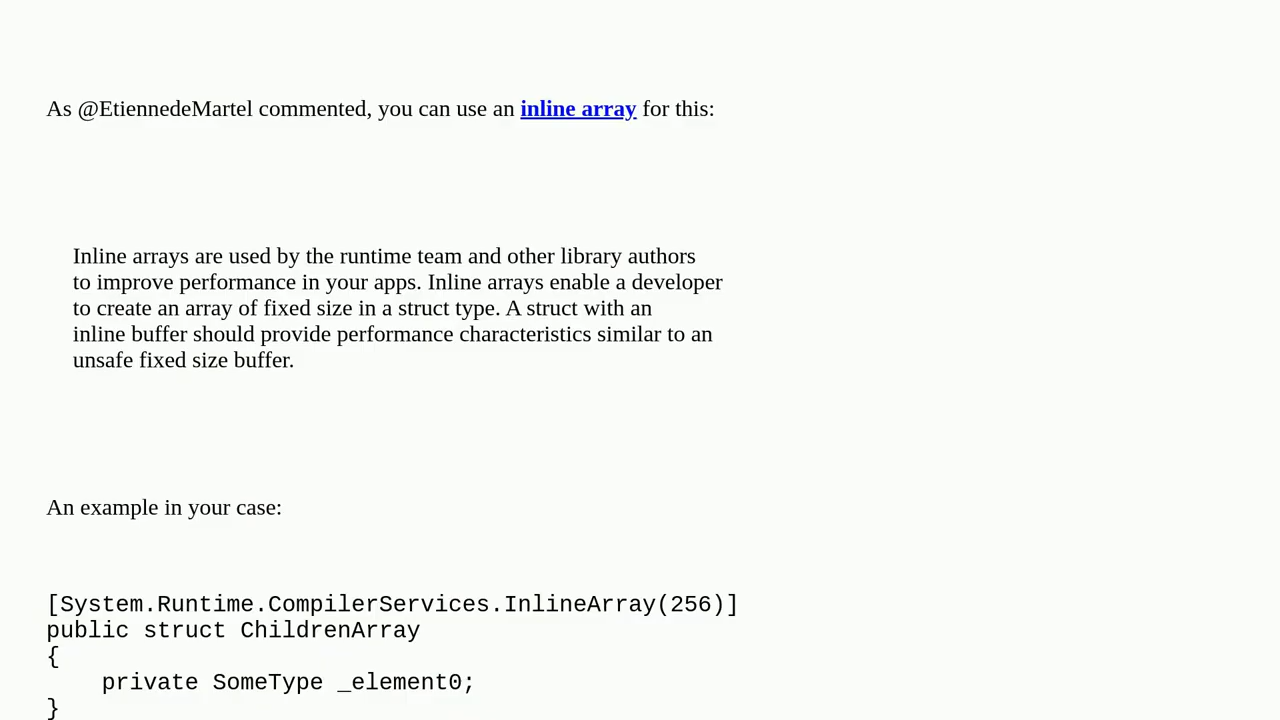 As @EtiennedeMartel commented, you can use an inline array for this:
Inline arrays are used by the runtime team and other library authors
to improve performance in your apps. Inline arrays enable a developer
to create an array of fixed size in a struct type. A struct with an
inline buffer should provide performance characteristics similar to an
unsafe fixed size buffer.
An example in your case:
[System.Runtime.CompilerServices.InlineArray(256)]
public struct ChildrenArray
{
    private SomeType _element0;
}